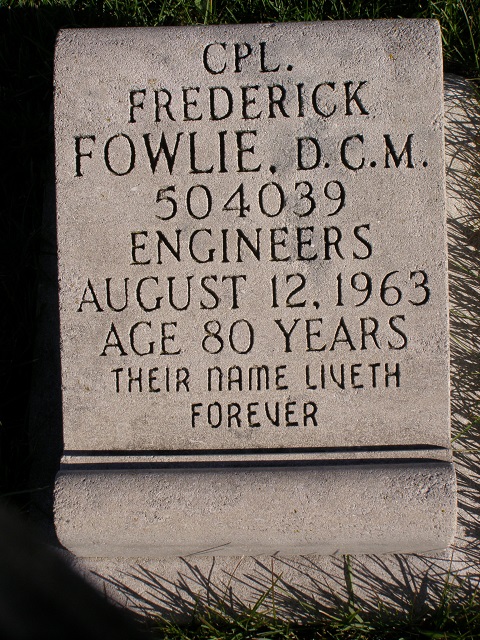 CPL.
FREDERICK
FOWLIE, D.C.M.
504039
ENGINEERS
AUGUST 12, 1963
AGE 80 YEARS
THEIR NAME LIVETH
FOREVER